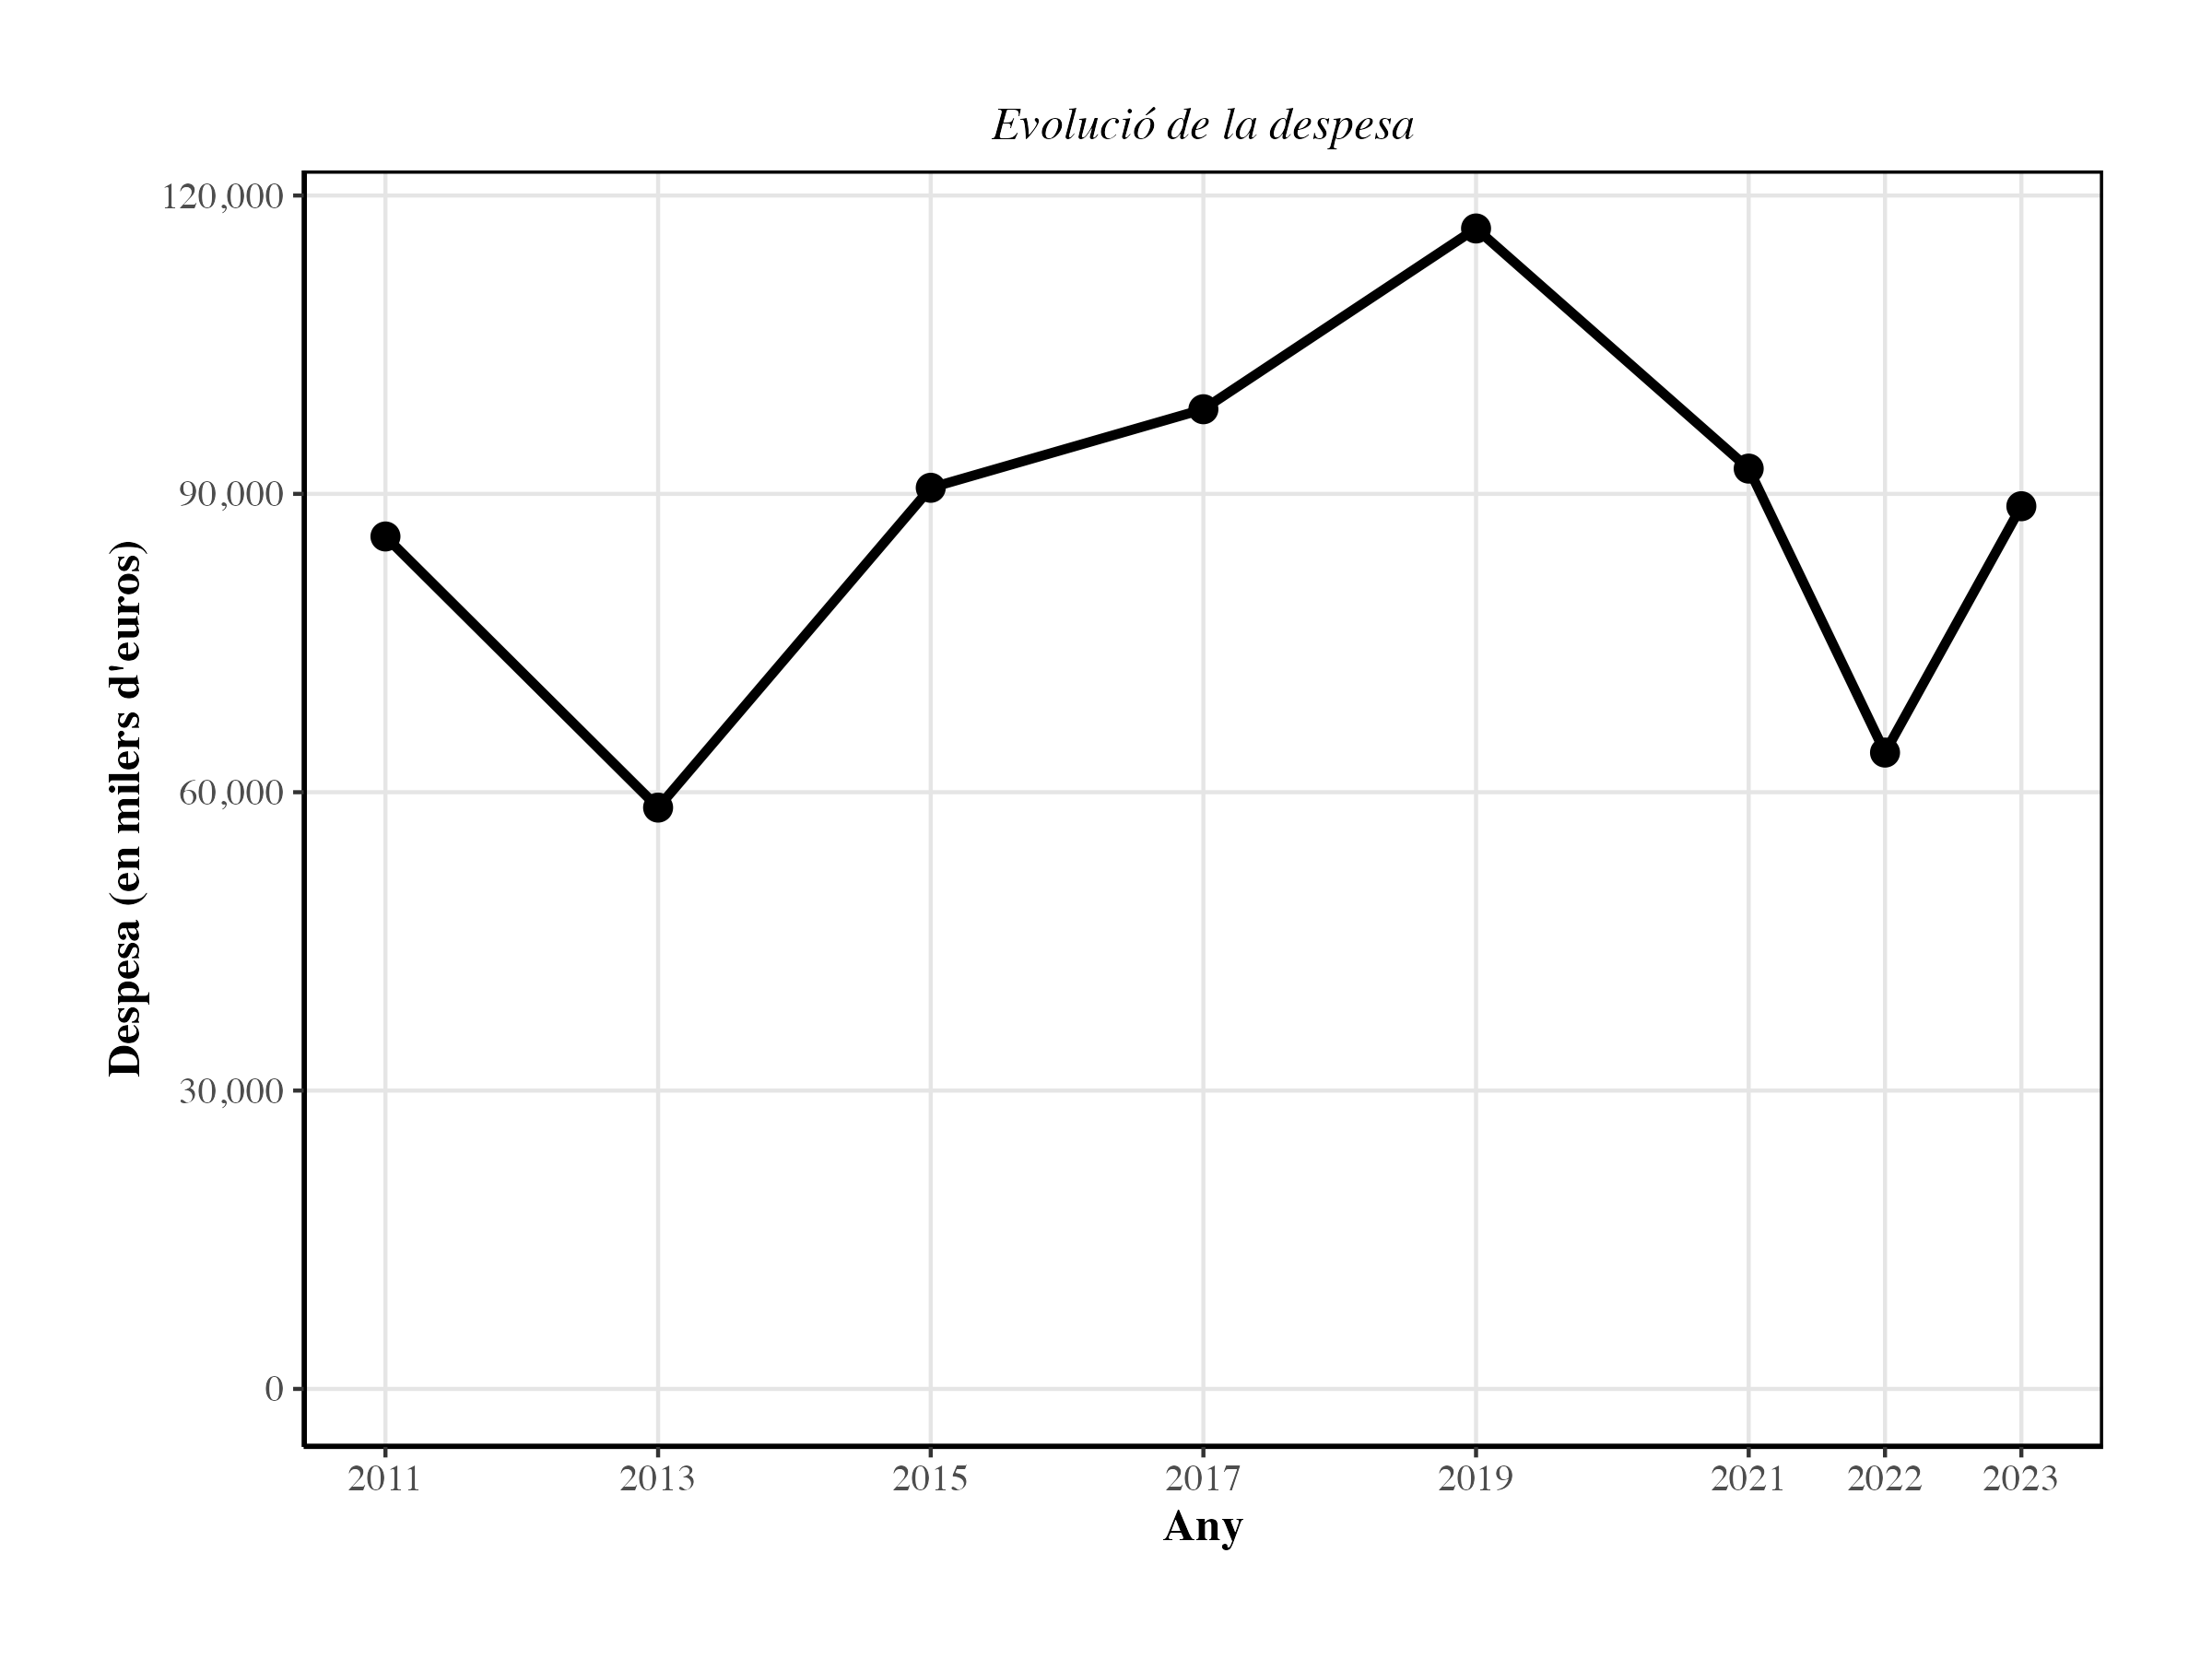 Evolució de la despesa
120,000
90,000
60,000
30,000
0
Despesa (en milers d'euros)
2011 2013 2015 2017 2019 2021 2022 2023
Any